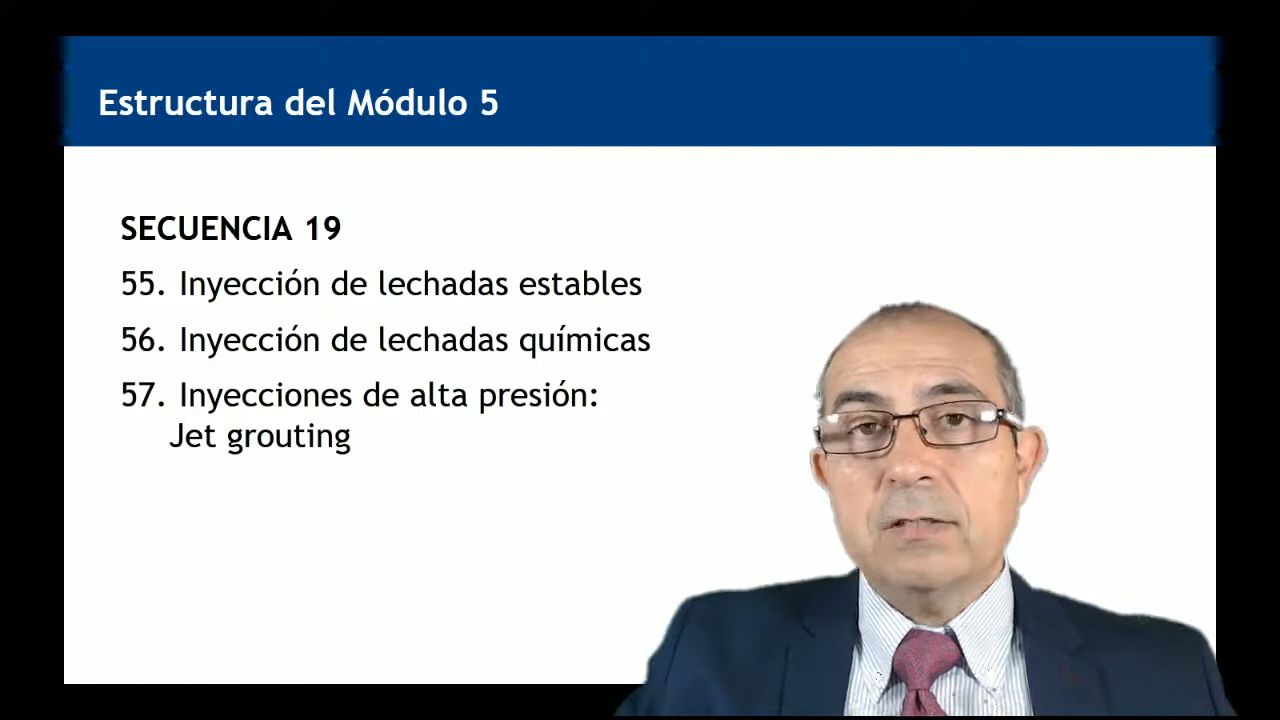 Estructura del Módulo 5
SECUENCIA 19
55. Inyección de lechadas estables
56. Inyección de lechadas químicas
57. Inyecciones de alta presión:
Jet grouting